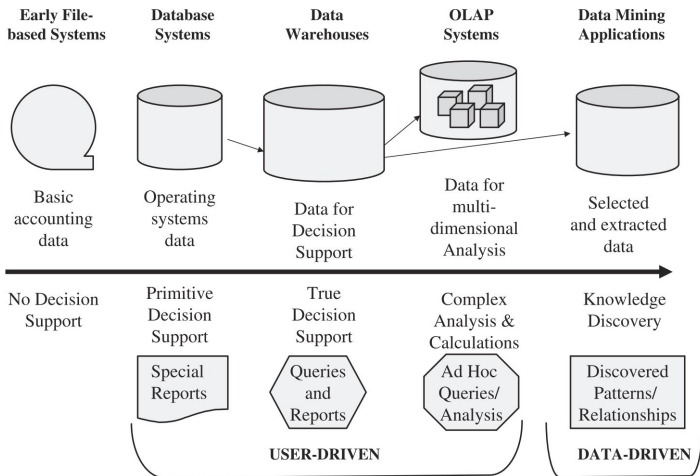 Early File-
based Systems
Database
Systems
Data
Warehouses
OLAP
Systems
Data Mining
Applications
Basic
accounting
data
Operating
systems
data
Data for
Decision
Support
Data for
multi-
dimensional
Analysis
Selected
and extracted
data
No Decision
Support
Primitive
Decision
Support
True
Decision
Support
Complex
Analysis &
Calculations
Knowledge
Discovery
Special
Reports
Queries
and
Reports
Ad Hoc
Queries/
Analysis
Discovered
Patterns/
Relationships
USER-DRIVEN
DATA-DRIVEN